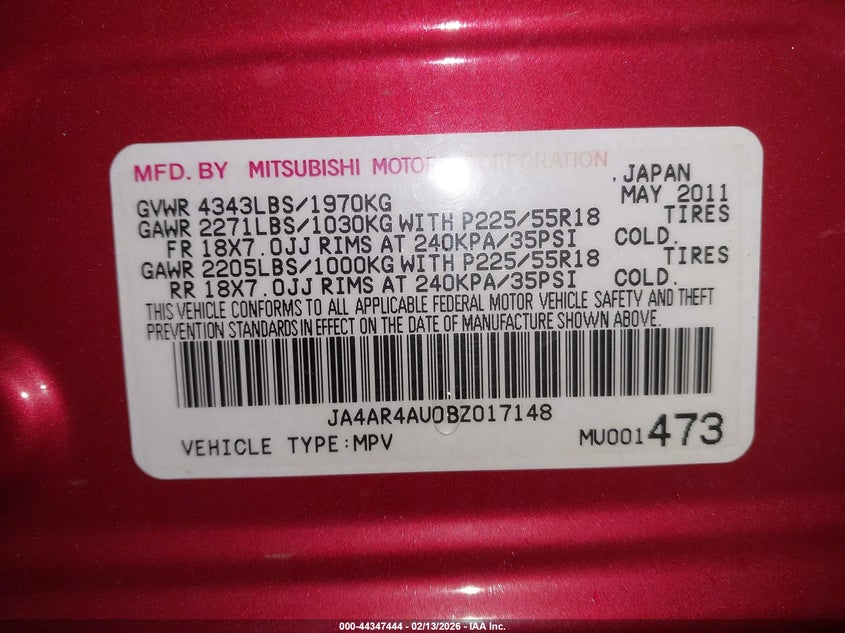 MFD. BY MITSUBISHI MOTORS CORPORATION , JAPAN
GVWR 4343LBS/1970KG MAY 2011
GAWR 2271LBS/1030KG WITH P225/55R18 TIRES
FR 18X7.0JJ RIMS AT 240KPA/35PSI COLD.
GAWR 2205LBS/1000KG WITH P225/55R18 TIRES
RR 18X7.0JJ RIMS AT 240KPA/35PSI COLD.
THIS VEHICLE CONFORMS TO ALL APPLICABLE FEDERAL MOTOR VEHICLE SAFETY AND THEFT
PREVENTION STANDARDS IN EFFECT ON THE DATE OF MANUFACTURE SHOWN ABOVE.
JA4AR4AU0BZ017148
VEHICLE TYPE:MPV MU001473
000-44347444 - 02/13/2026 - IAA Inc.